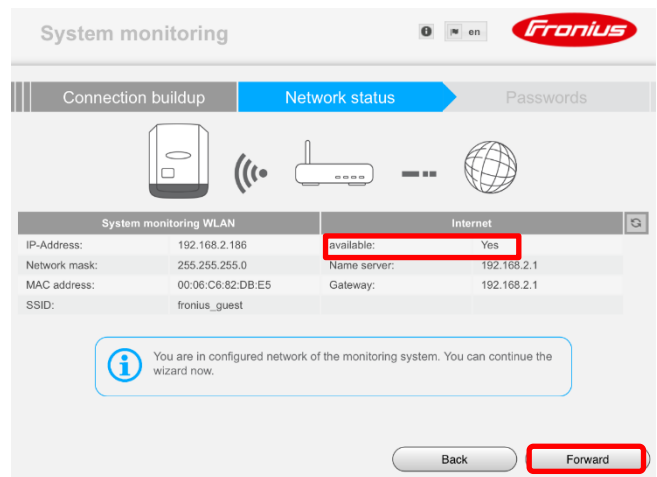 System monitoring
en
Fronius
Connection buildup
Network status
Passwords
System monitoring WLAN
Internet
IP-Address: 192.168.2.186 available: Yes
Network mask: 255.255.255.0 Name server: 192.168.2.1
MAC address: 00:06:C6:82:DB:E5 Gateway: 192.168.2.1
SSID: fronius_guest
You are in configured network of the monitoring system. You can continue the
wizard now.
Back
Forward